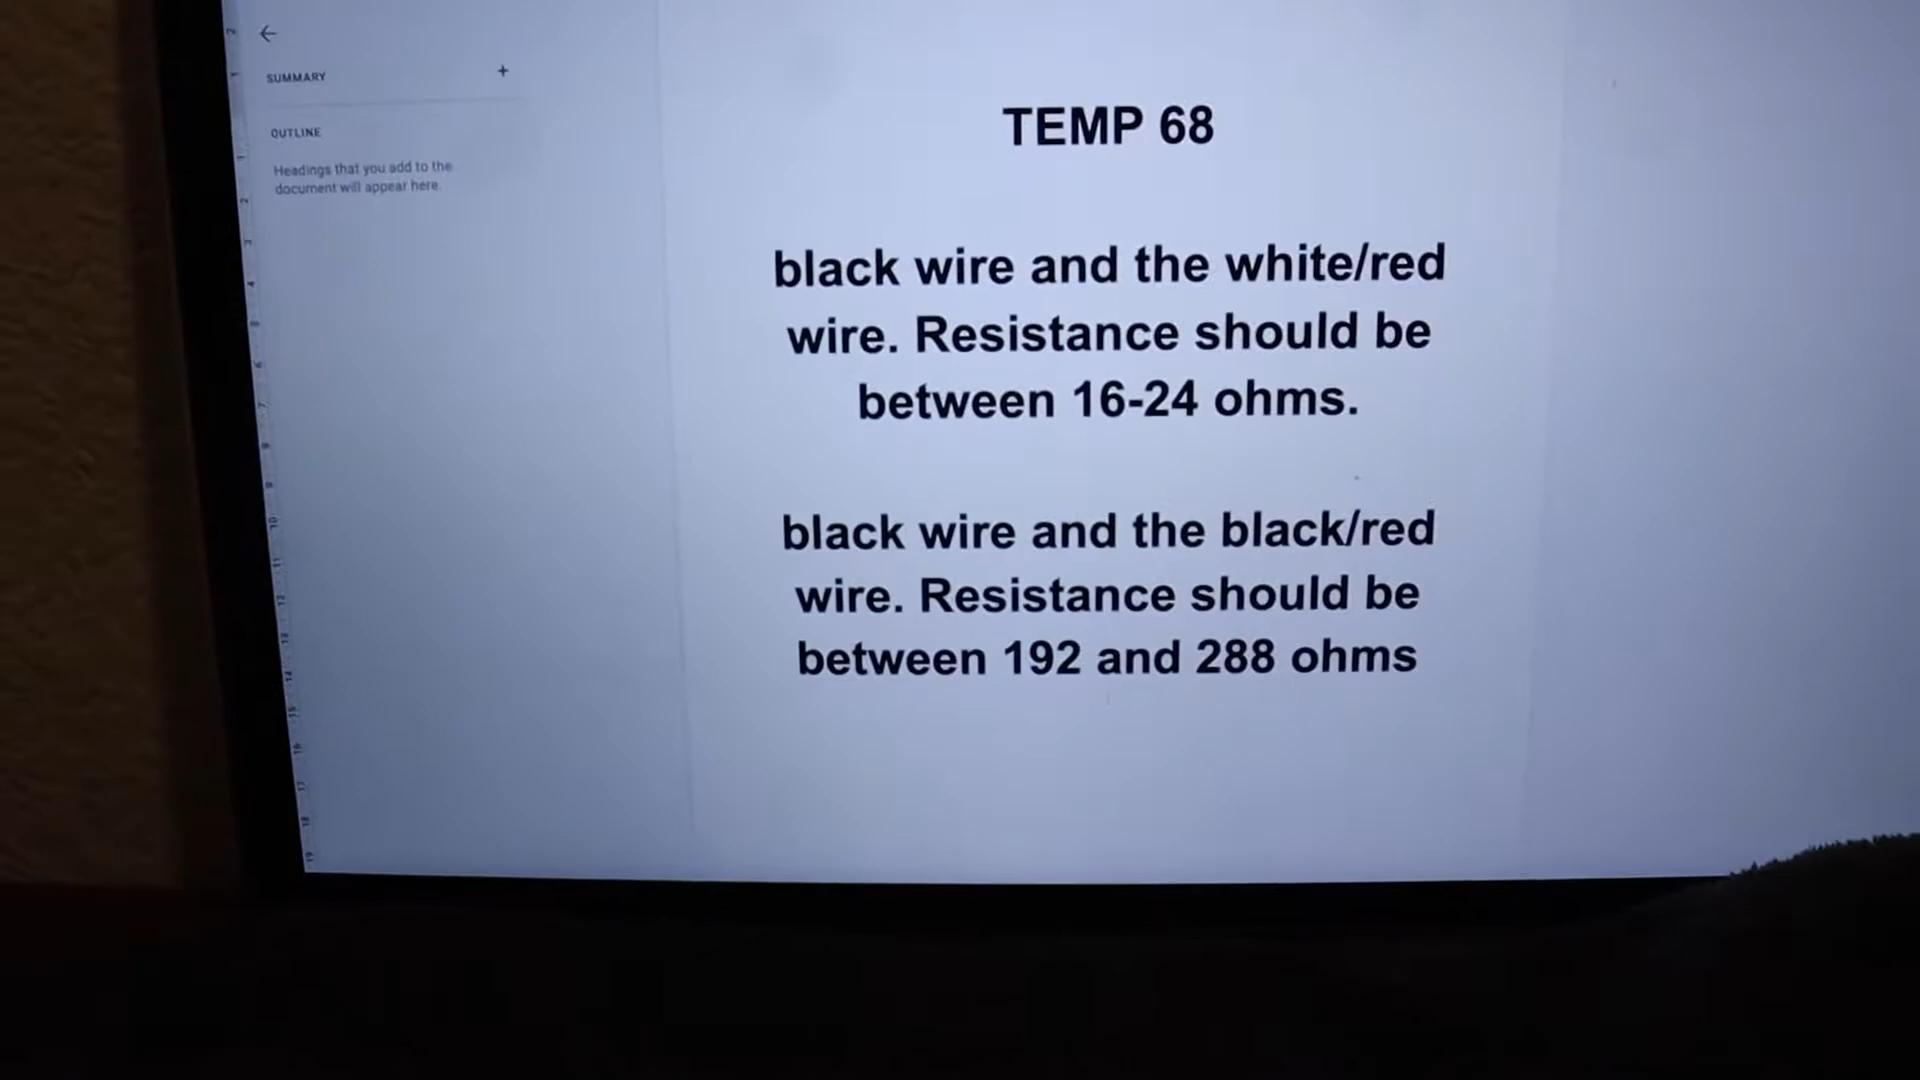 SUMMARY +
OUTLINE
Headings that you add to the
document will appear here.
TEMP 68
black wire and the white/red
wire. Resistance should be
between 16-24 ohms.
black wire and the black/red
wire. Resistance should be
between 192 and 288 ohms